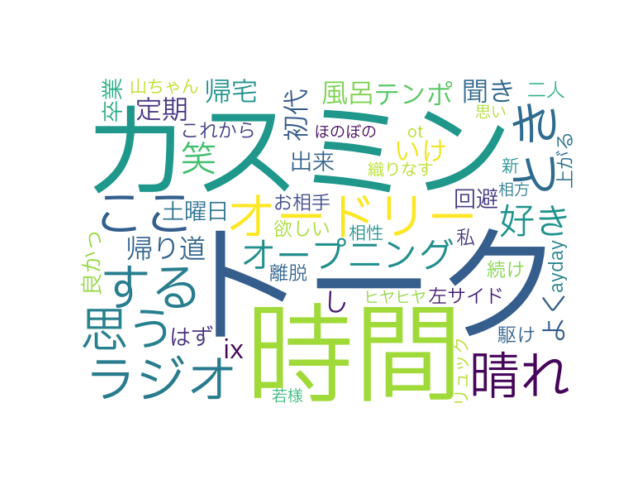 卒業
山ちゃん
帰宅
初代
風呂
テンポ
聞き
二人
定期
これから
ほのぼの
ot
思い
カスミン
とき
上がる
笑
出来
織りなす
いけ
新
ここ
土曜日
オードリー
お相手
欲しい
相性
私
回避
相方
好き
良かっ
帰り道
オープニング
離脱
続け
ayday
する
トーク
し
ヒヤヒヤ
左サイド
よく
思う
はず
ix
時間
駆け
ラジオ
若様
リュック
晴れ